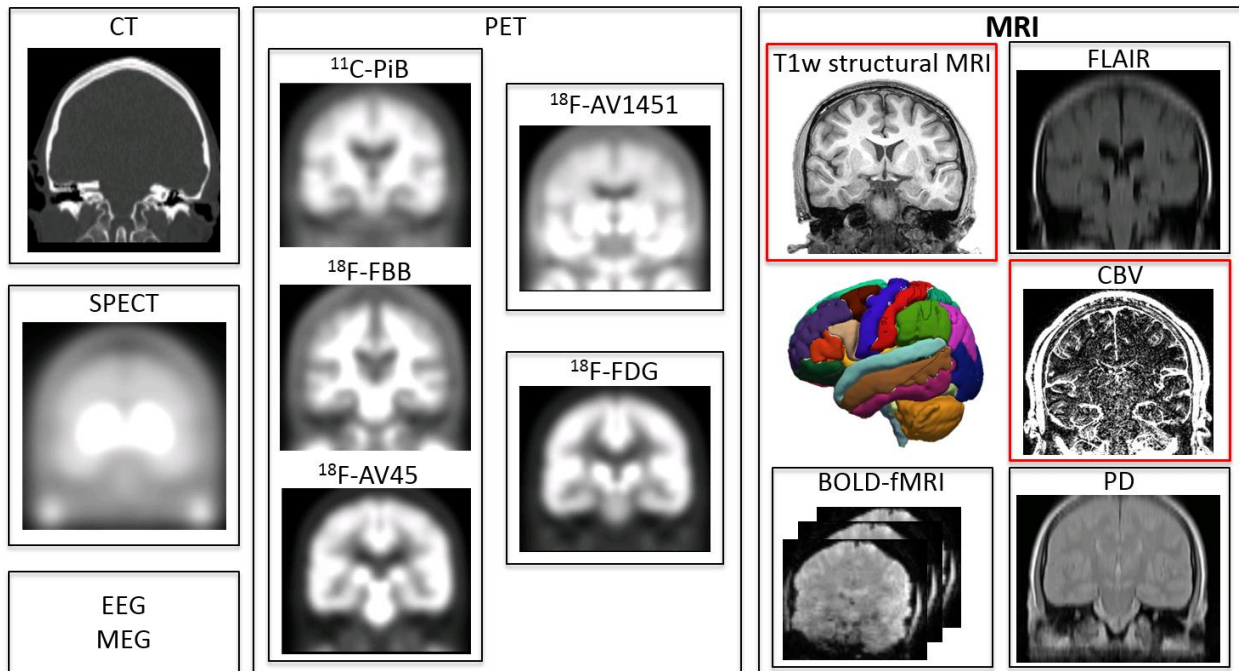 CT
SPECT
EEG
MEG
PET
¹¹C-PiB
¹⁸F-FBB
¹⁸F-AV45
¹⁸F-AV1451
¹⁸F-FDG
MRI
T1w structural MRI
FLAIR
CBV
BOLD-fMRI
PD